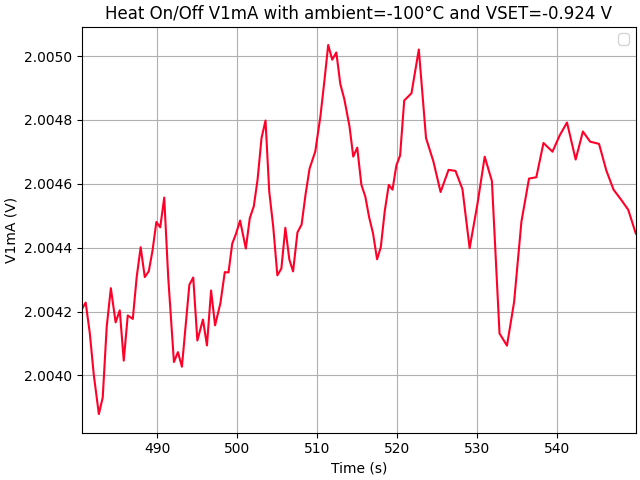 Heat On/Off V1mA with ambient=-100°C and VSET=-0.924 V
2.0050
2.0048
2.0046
2.0044
2.0042
2.0040
V1mA (V)
490 500 510 520 530 540
Time (s)